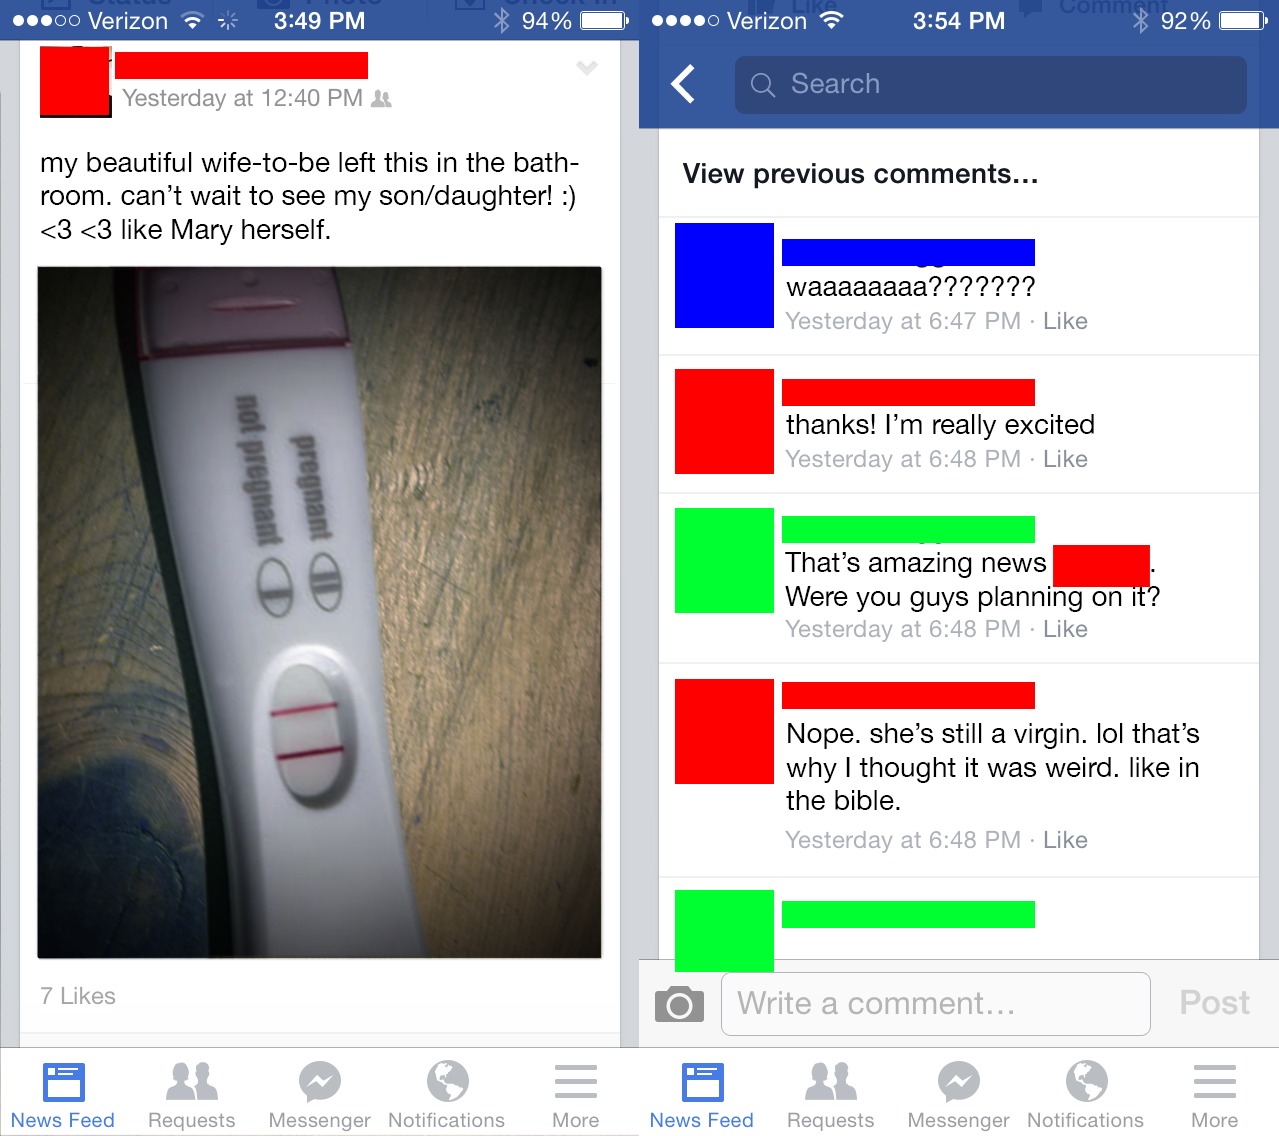 Verizon 3:49 PM 94%
Yesterday at 12:40 PM
my beautiful wife-to-be left this in the bath-
room. can't wait to see my son/daughter! :)
<3 <3 like Mary herself.
not pregnant
pregnant
7 Likes
News Feed Requests Messenger Notifications More
Verizon 3:54 PM 92%
Search
View previous comments...
waaaaaaaa???????
Yesterday at 6:47 PM · Like
thanks! I'm really excited
Yesterday at 6:48 PM · Like
That's amazing news .
Were you guys planning on it?
Yesterday at 6:48 PM · Like
Nope. she's still a virgin. lol that's
why I thought it was weird. like in
the bible.
Yesterday at 6:48 PM · Like
Write a comment... Post
News Feed Requests Messenger Notifications More